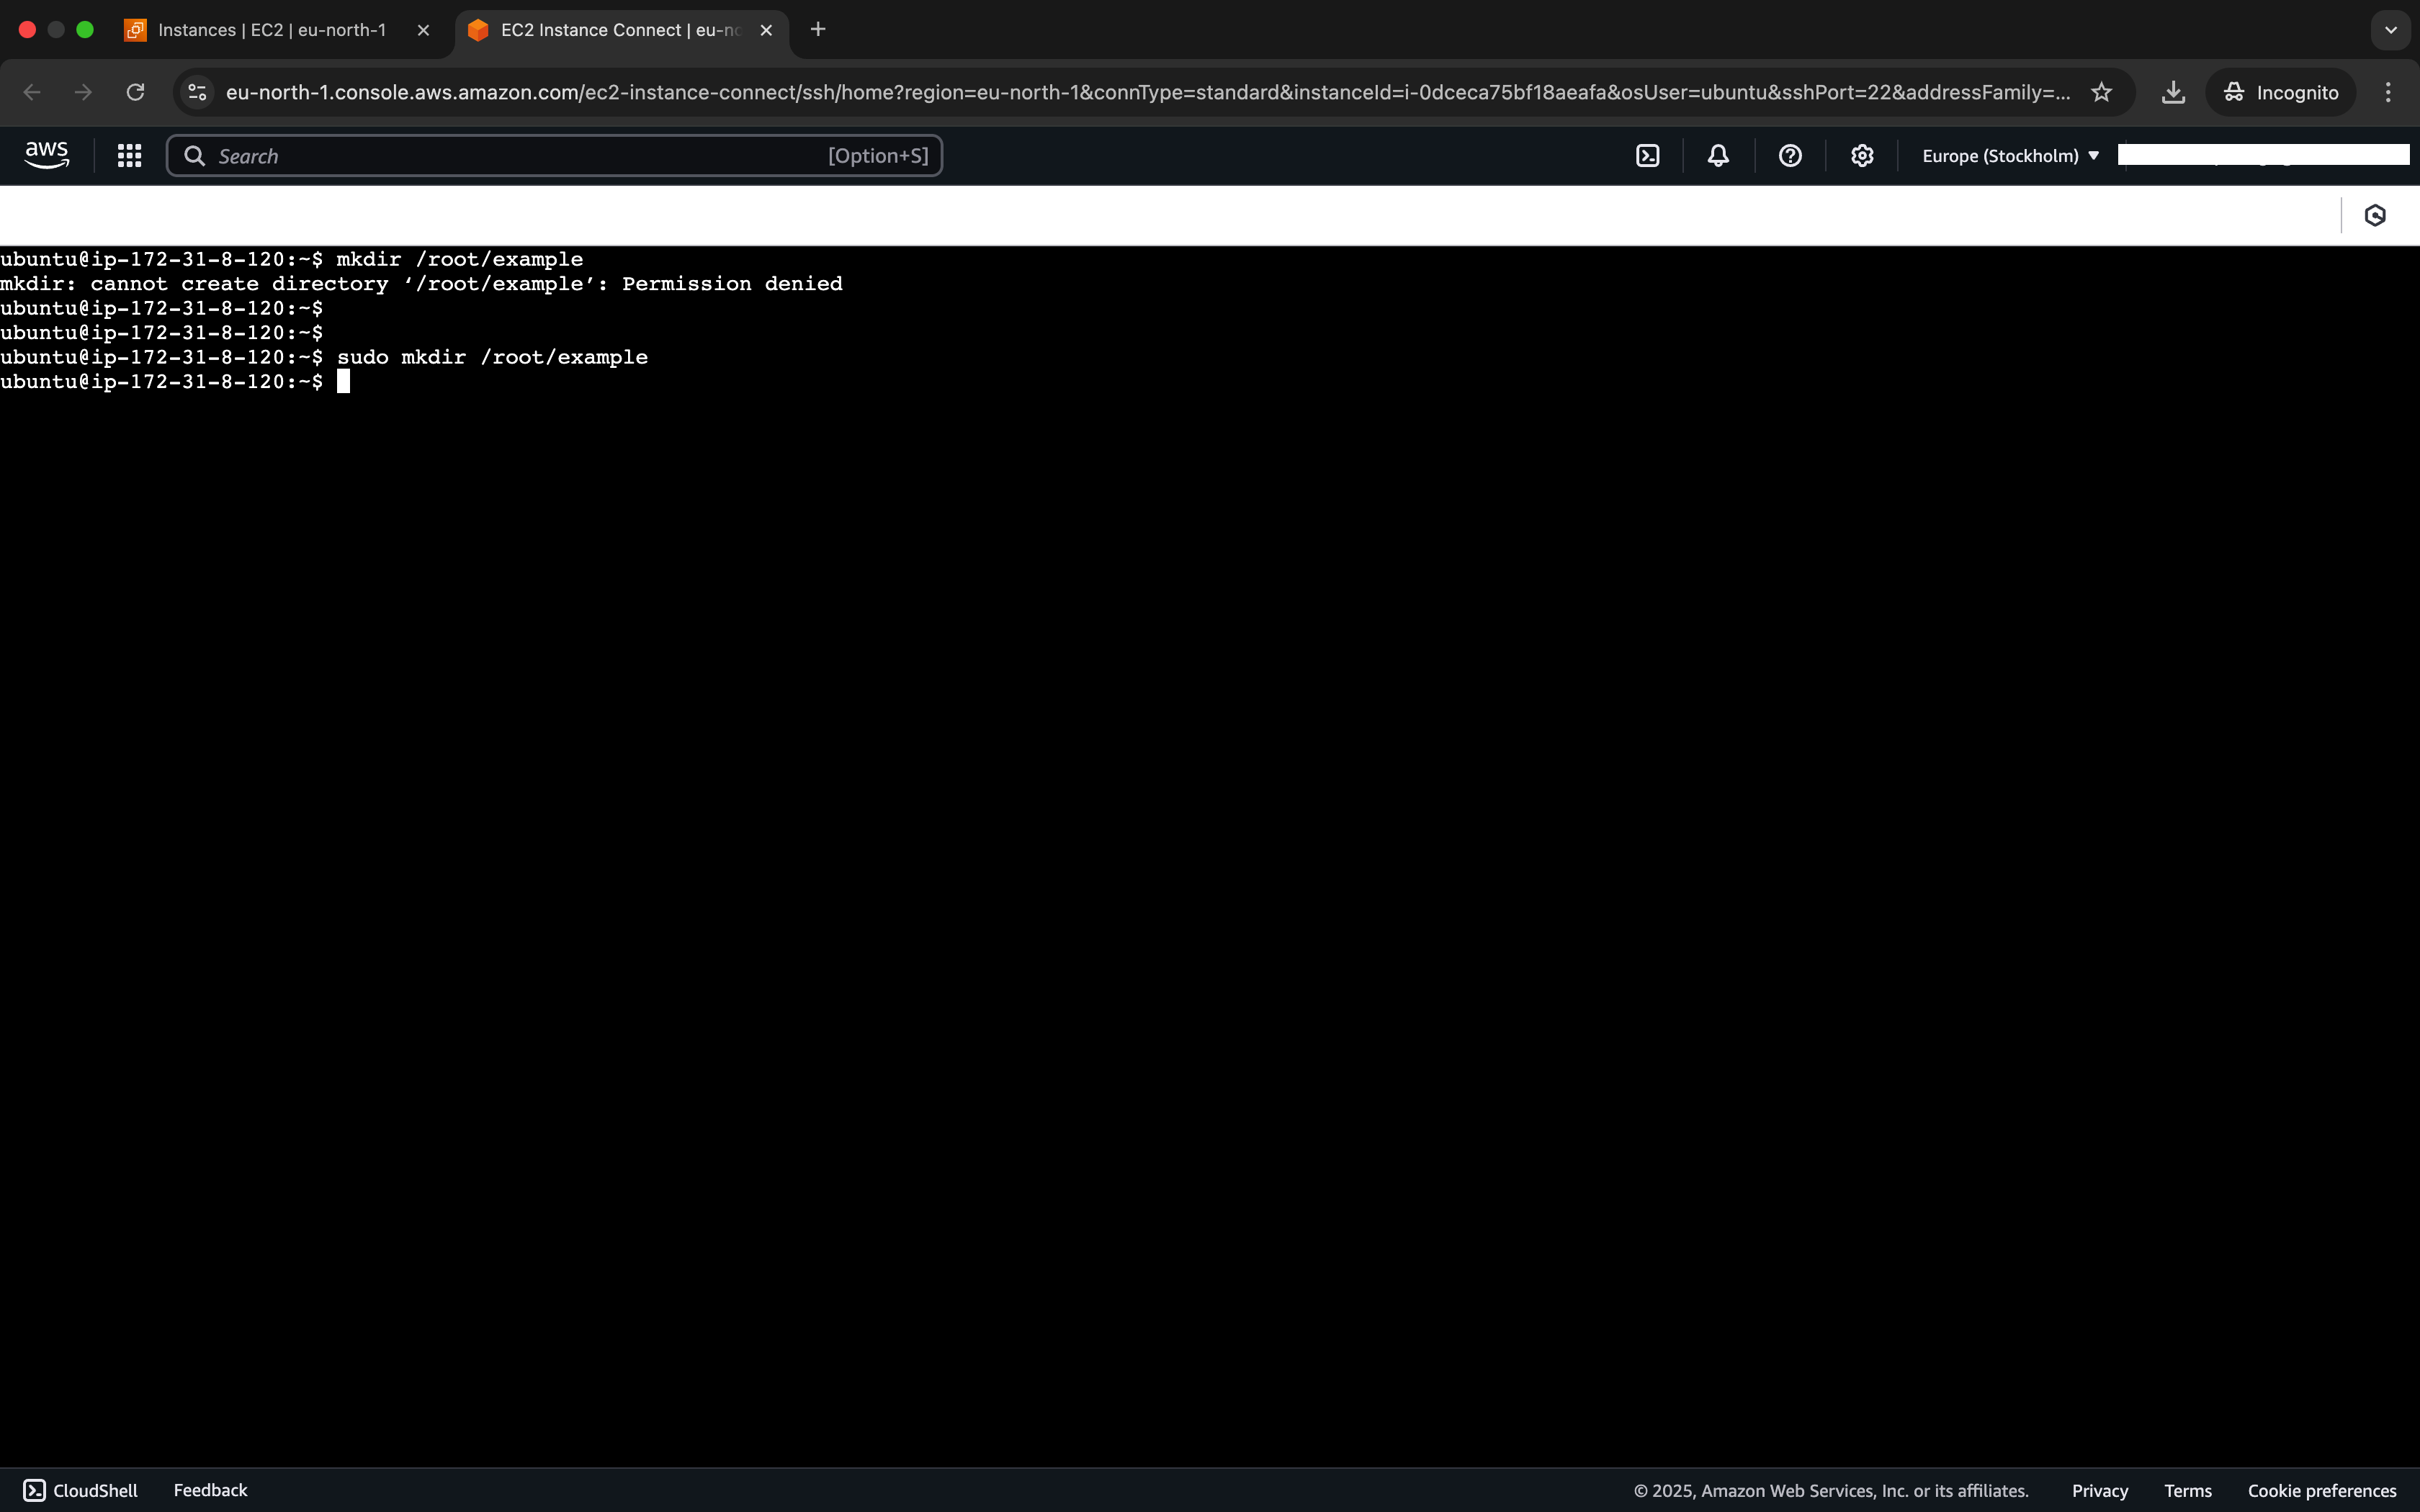 Instances | EC2 | eu-north-1
EC2 Instance Connect | eu-no
eu-north-1.console.aws.amazon.com/ec2-instance-connect/ssh/home?region=eu-north-1&connType=standard&instanceId=i-0dceca75bf18aeafa&osUser=ubuntu&sshPort=22&addressFamily=...
Incognito
aws
Search
[Option+S]
Europe (Stockholm)
ubuntu@ip-172-31-8-120:~$ mkdir /root/example
mkdir: cannot create directory ‘/root/example’: Permission denied
ubuntu@ip-172-31-8-120:~$
ubuntu@ip-172-31-8-120:~$
ubuntu@ip-172-31-8-120:~$ sudo mkdir /root/example
ubuntu@ip-172-31-8-120:~$
CloudShell
Feedback
© 2025, Amazon Web Services, Inc. or its affiliates.
Privacy
Terms
Cookie preferences